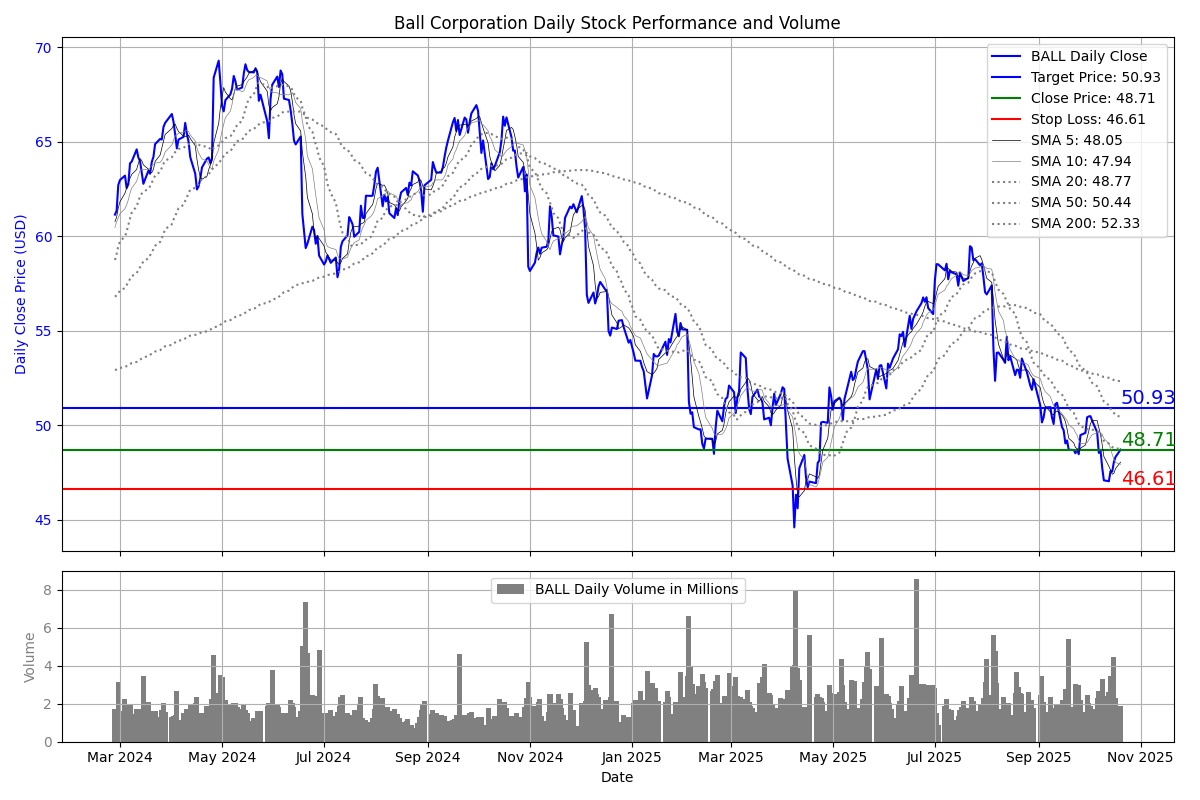 Ball Corporation Daily Stock Performance and Volume
Daily Close Price (USD)
70
65
60
55
50
45
BALL Daily Close
Target Price: 50.93
Close Price: 48.71
Stop Loss: 46.61
SMA 5: 48.05
SMA 10: 47.94
SMA 20: 48.77
SMA 50: 50.44
SMA 200: 52.33
50.93
48.71
46.61
Volume
8
6
4
2
0
BALL Daily Volume in Millions
Mar 2024 May 2024 Jul 2024 Sep 2024 Nov 2024 Jan 2025 Mar 2025 May 2025 Jul 2025 Sep 2025 Nov 2025
Date